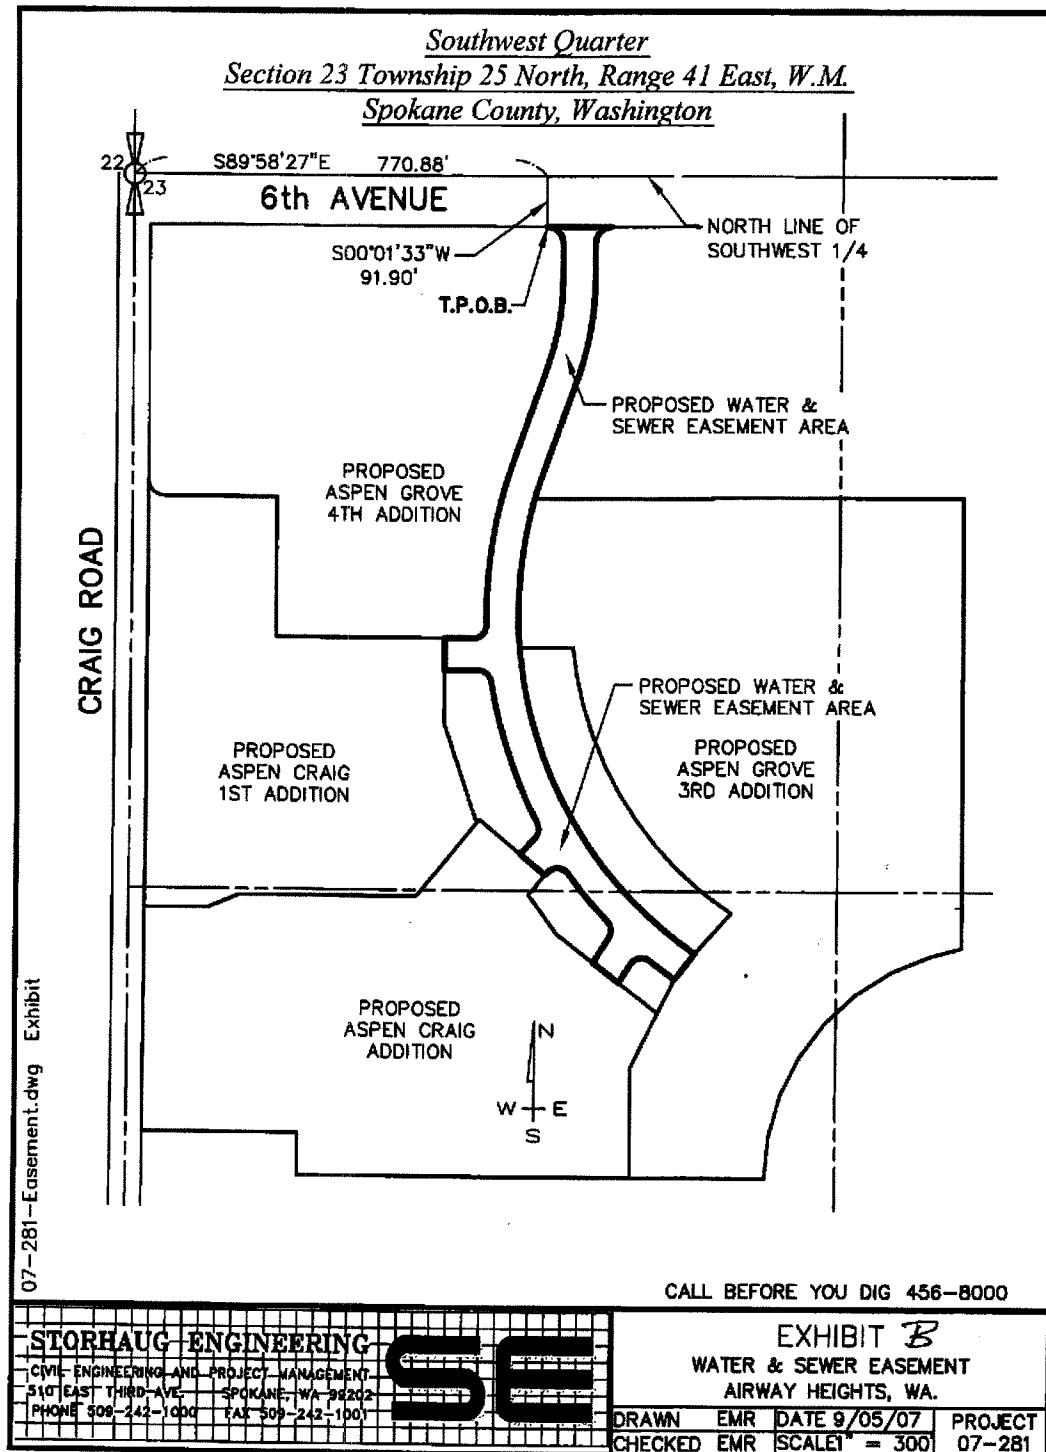 Southwest Quarter
Section 23 Township 25 North, Range 41 East, W.M.
Spokane County, Washington
22
23
S89°58'27"E 770.88'
6th AVENUE
NORTH LINE OF
SOUTHWEST 1/4
S00°01'33"W
91.90'
T.P.O.B.
PROPOSED WATER &
SEWER EASEMENT AREA
PROPOSED
ASPEN GROVE
4TH ADDITION
CRAIG ROAD
PROPOSED WATER &
SEWER EASEMENT AREA
PROPOSED
ASPEN CRAIG
1ST ADDITION
PROPOSED
ASPEN GROVE
3RD ADDITION
PROPOSED
ASPEN CRAIG
ADDITION
N
W E
S
07-281-Easement.dwg Exhibit
CALL BEFORE YOU DIG 456-8000
STORHAUG ENGINEERING
CIVIL ENGINEERING AND PROJECT MANAGEMENT
510 EAST THIRD AVE. SPOKANE, WA 99202
PHONE 509-242-1000 FAX 509-242-1001
SE
EXHIBIT B
WATER & SEWER EASEMENT
AIRWAY HEIGHTS, WA.
DRAWN EMR DATE 9/05/07 PROJECT
CHECKED EMR SCALE1" = 300' 07-281